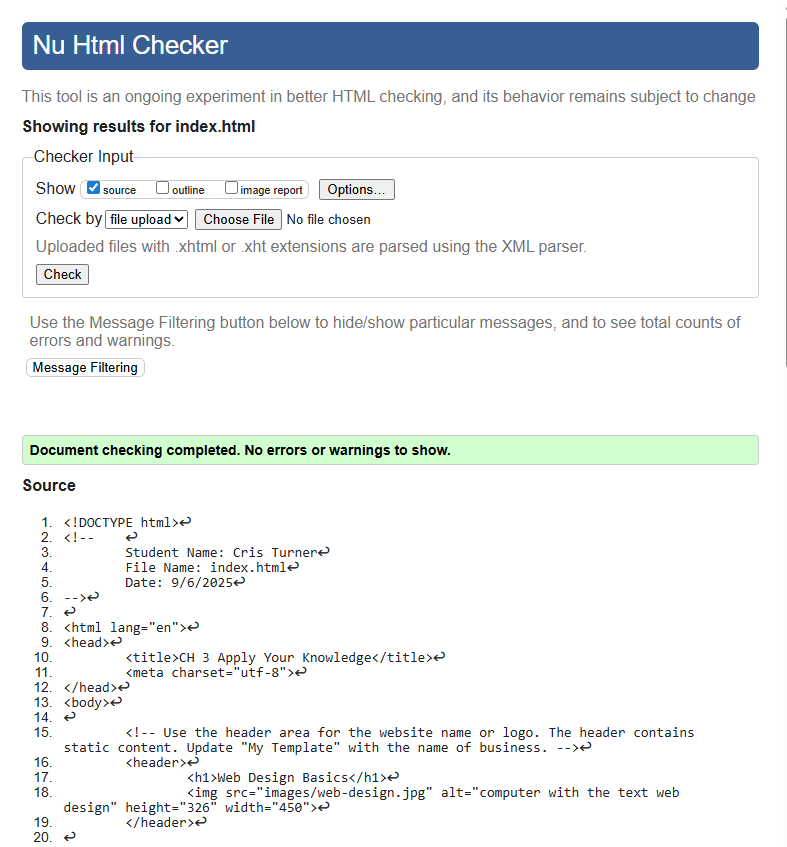 Nu Html Checker
This tool is an ongoing experiment in better HTML checking, and its behavior remains subject to change
Showing results for index.html
Checker Input
Show source outline image report Options...
Check by file upload Choose File No file chosen
Uploaded files with .xhtml or .xht extensions are parsed using the XML parser.
Check
Use the Message Filtering button below to hide/show particular messages, and to see total counts of
errors and warnings.
Message Filtering
Document checking completed. No errors or warnings to show.
Source
1. <!DOCTYPE html>↩
2. <!-- ↩
3. Student Name: Cris Turner↩
4. File Name: index.html↩
5. Date: 9/6/2025↩
6. -->↩
7. ↩
8. <html lang="en">↩
9. <head>↩
10. <title>CH 3 Apply Your Knowledge</title>↩
11. <meta charset="utf-8">↩
12. </head>↩
13. <body>↩
14. ↩
15. <!-- Use the header area for the website name or logo. The header contains
static content. Update "My Template" with the name of business. -->↩
16. <header>↩
17. <h1>Web Design Basics</h1>↩
18. <img src="images/web-design.jpg" alt="computer with the text web
design" height="326" width="450">↩
19. </header>↩
20. ↩